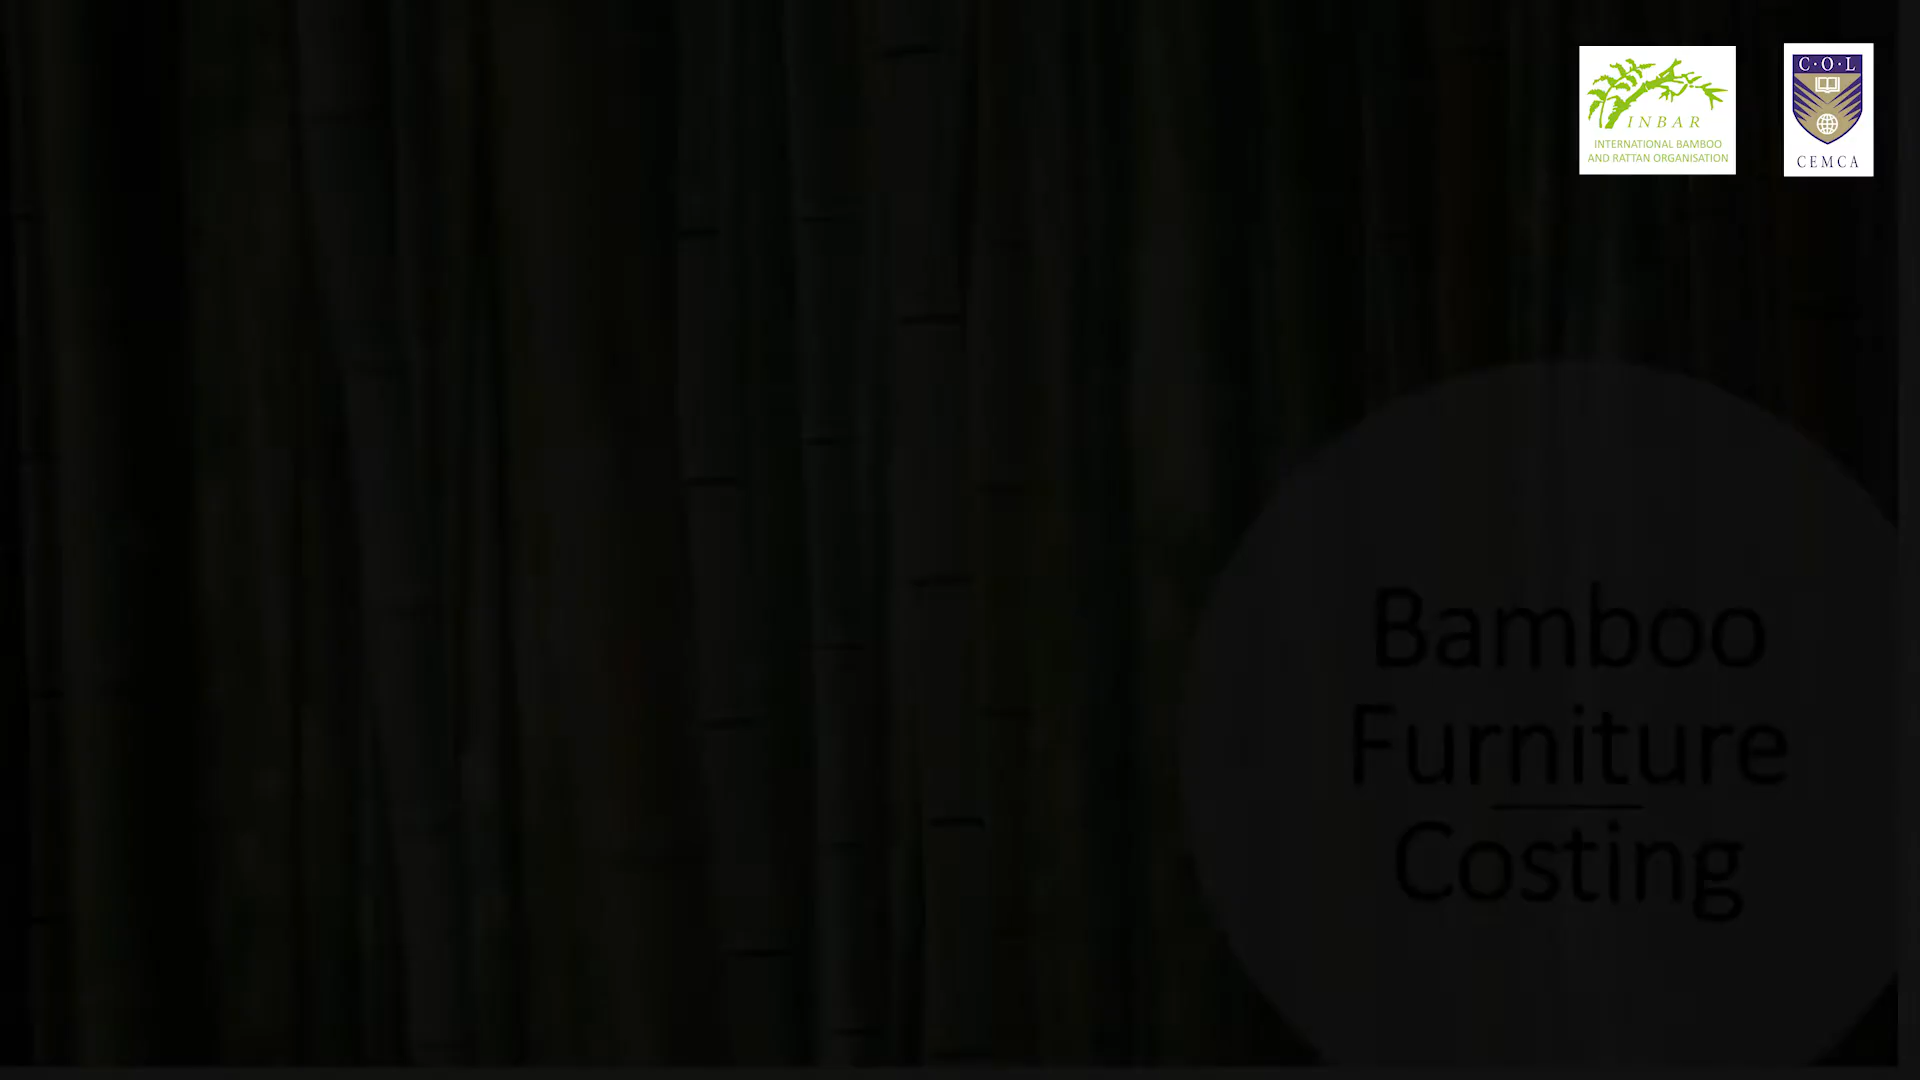 C·O·L
INBAR
INTERNATIONAL BAMBOO
AND RATTAN ORGANISATION
CEMCA
Bamboo
Furniture
Costing